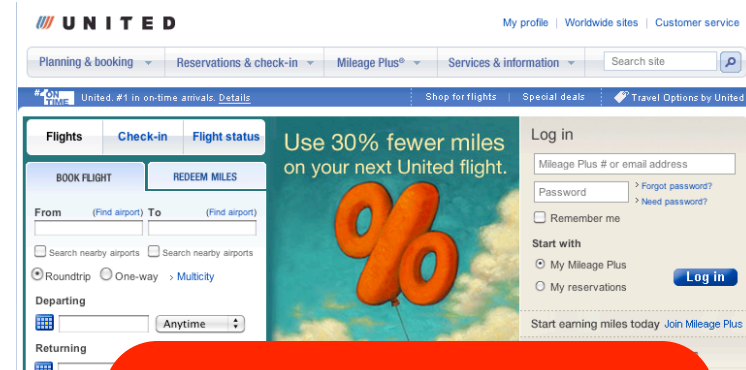 UNITED
My profile | Worldwide sites | Customer service
Planning & booking Reservations & check-in Mileage Plus® Services & information Search site
#1 ON TIME United. #1 in on-time arrivals. Details Shop for flights | Special deals Travel Options by United
Flights Check-in Flight status
BOOK FLIGHT REDEEM MILES
From (Find airport) To (Find airport)
Search nearby airports Search nearby airports
Roundtrip One-way > Multicity
Departing
Anytime
Returning
Use 30% fewer miles
on your next United flight.
%
Log in
Mileage Plus # or email address
Password > Forgot password?
> Need password?
Remember me
Start with
My Mileage Plus
My reservations
Log in
Start earning miles today Join Mileage Plus